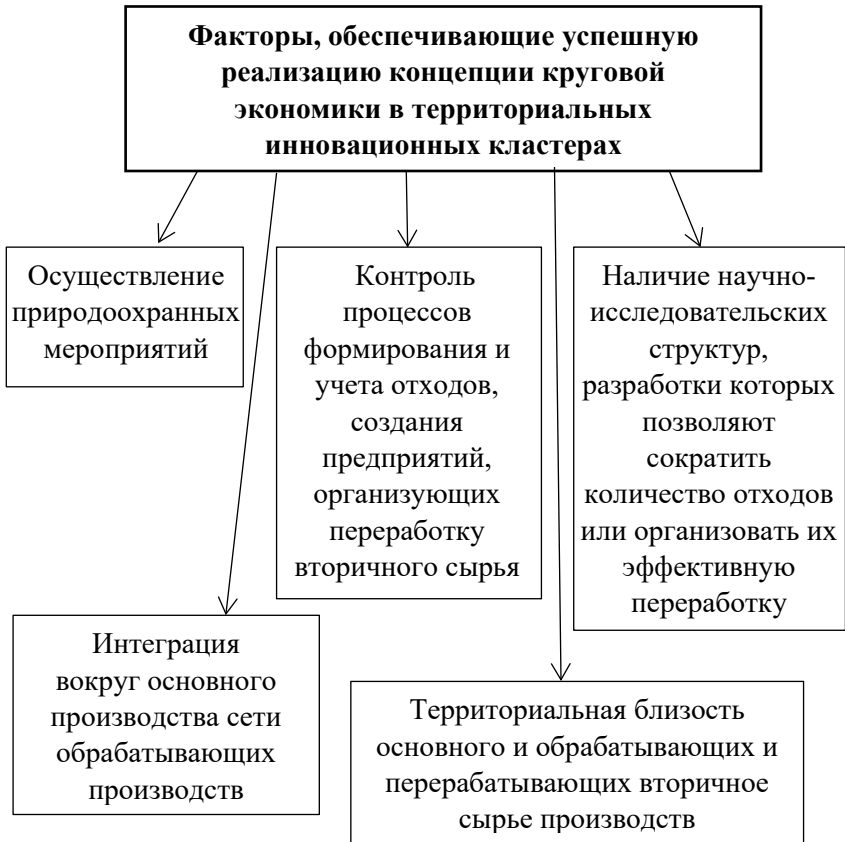 Факторы, обеспечивающие успешную
реализацию концепции круговой
экономики в территориальных
инновационных кластерах
Осуществление
природоохранных
мероприятий
Контроль
процессов
формирования и
учета отходов,
создания
предприятий,
организующих
переработку
вторичного сырья
Наличие научно-
исследовательских
структур,
разработки которых
позволяют
сократить
количество отходов
или организовать их
эффективную
переработку
Интеграция
вокруг основного
производства сети
обрабатывающих
производств
Территориальная близость
основного и обрабатывающих и
перерабатывающих вторичное
сырье производств